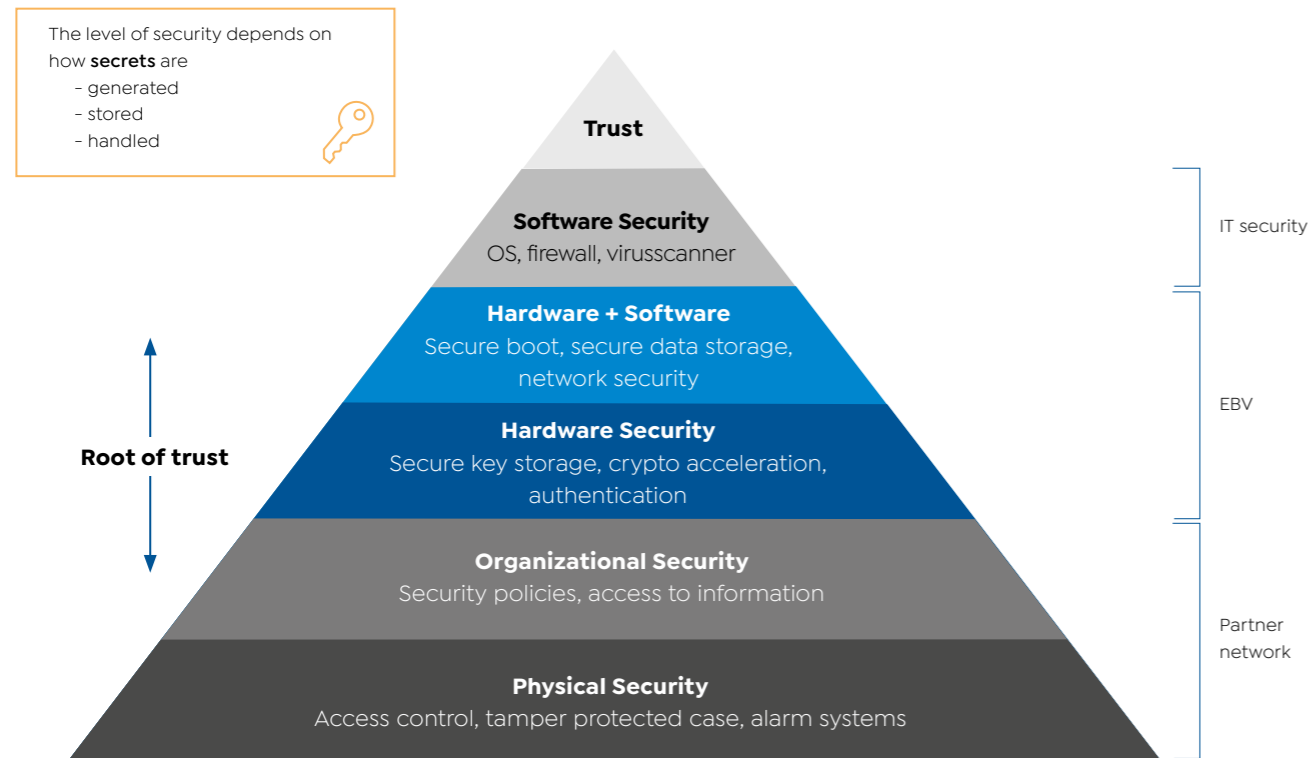 The level of security depends on
how secrets are
- generated
- stored
- handled
Trust
Software Security
OS, firewall, virusscanner
IT security
Hardware + Software
Secure boot, secure data storage,
network security
EBV
Hardware Security
Secure key storage, crypto acceleration,
authentication
Root of trust
Organizational Security
Security policies, access to information
Partner
network
Physical Security
Access control, tamper protected case, alarm systems